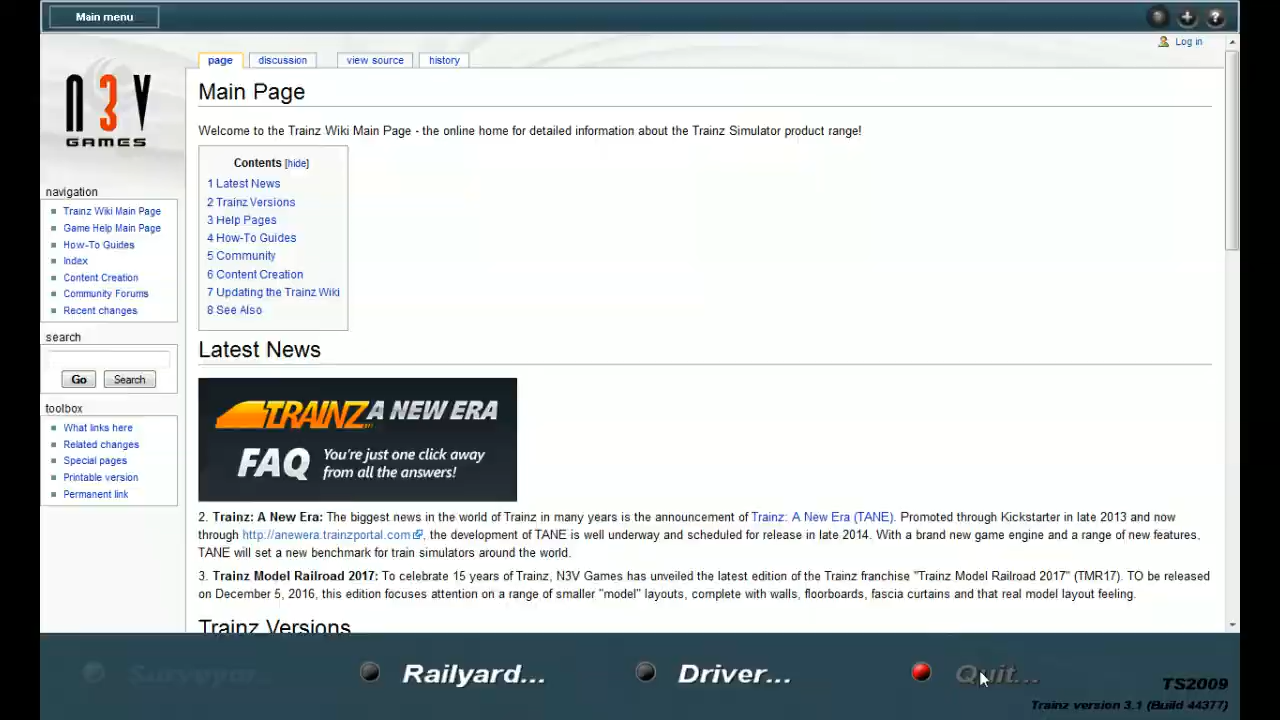 Main menu
?
Log in
page
discussion
view source
history
N3V
GAMES
Main Page
Welcome to the Trainz Wiki Main Page - the online home for detailed information about the Trainz Simulator product range!
Contents [hide]
1 Latest News
2 Trainz Versions
3 Help Pages
4 How-To Guides
5 Community
6 Content Creation
7 Updating the Trainz Wiki
8 See Also
navigation
Trainz Wiki Main Page
Game Help Main Page
How-To Guides
Index
Content Creation
Community Forums
Recent changes
search
Go
Search
toolbox
What links here
Related changes
Special pages
Printable version
Permanent link
Latest News
TRAINZ A NEW ERA
FAQ You're just one click away
from all the answers!
2. Trainz: A New Era: The biggest news in the world of Trainz in many years is the announcement of Trainz: A New Era (TANE). Promoted through Kickstarter in late 2013 and now
through http://anewera.trainzportal.com, the development of TANE is well underway and scheduled for release in late 2014. With a brand new game engine and a range of new features,
TANE will set a new benchmark for train simulators around the world.
3. Trainz Model Railroad 2017: To celebrate 15 years of Trainz, N3V Games has unveiled the latest edition of the Trainz franchise "Trainz Model Railroad 2017" (TMR17). TO be released
on December 5, 2016, this edition focuses attention on a range of smaller "model" layouts, complete with walls, floorboards, fascia curtains and that real model layout feeling.
Trainz Versions
Surveyor...
Railyard...
Driver...
Quit...
TS2009
Trainz version 3.1 (Build 44377)